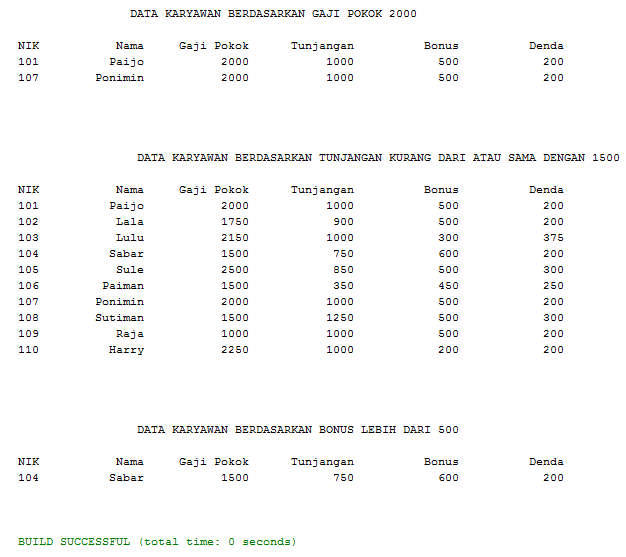 DATA KARYAWAN BERDASARKAN GAJI POKOK 2000
NIK Nama Gaji Pokok Tunjangan Bonus Denda
101 Paijo 2000 1000 500 200
107 Ponimin 2000 1000 500 200
DATA KARYAWAN BERDASARKAN TUNJANGAN KURANG DARI ATAU SAMA DENGAN 1500
NIK Nama Gaji Pokok Tunjangan Bonus Denda
101 Paijo 2000 1000 500 200
102 Lala 1750 900 500 200
103 Lulu 2150 1000 300 375
104 Sabar 1500 750 600 200
105 Sule 2500 850 500 300
106 Paiman 1500 350 450 250
107 Ponimin 2000 1000 500 200
108 Sutiman 1500 1250 500 300
109 Raja 1000 1000 500 200
110 Harry 2250 1000 200 200
DATA KARYAWAN BERDASARKAN BONUS LEBIH DARI 500
NIK Nama Gaji Pokok Tunjangan Bonus Denda
104 Sabar 1500 750 600 200
BUILD SUCCESSFUL (total time: 0 seconds)